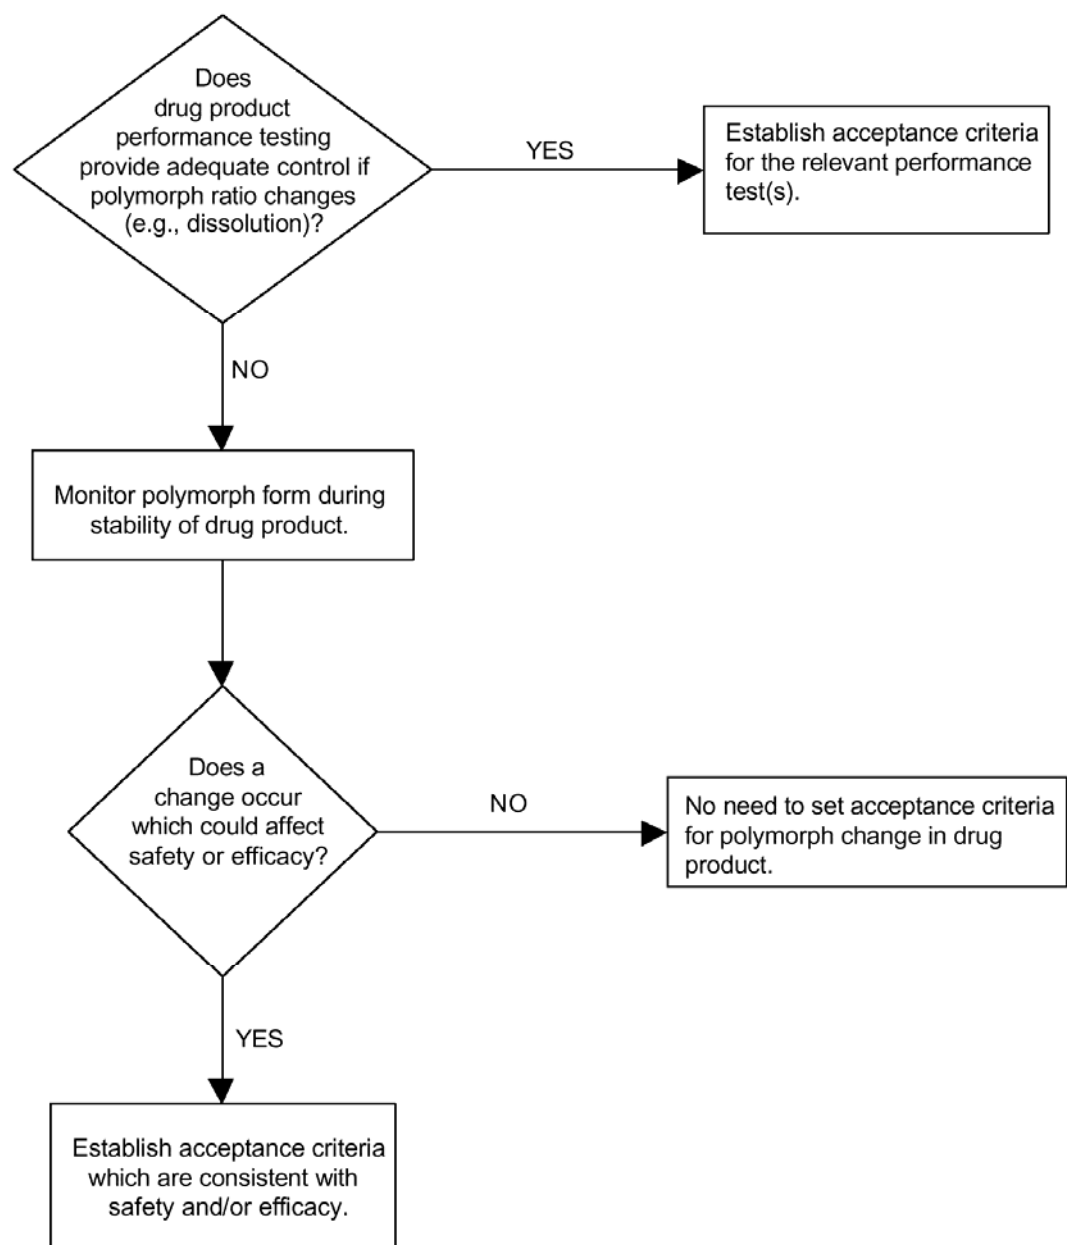 Does
drug product
performance testing
provide adequate control if
polymorph ratio changes
(e.g., dissolution)?
YES
Establish acceptance criteria
for the relevant performance
test(s).
NO
Monitor polymorph form during
stability of drug product.
Does a
change occur
which could affect
safety or efficacy?
NO
No need to set acceptance criteria
for polymorph change in drug
product.
YES
Establish acceptance criteria
which are consistent with
safety and/or efficacy.